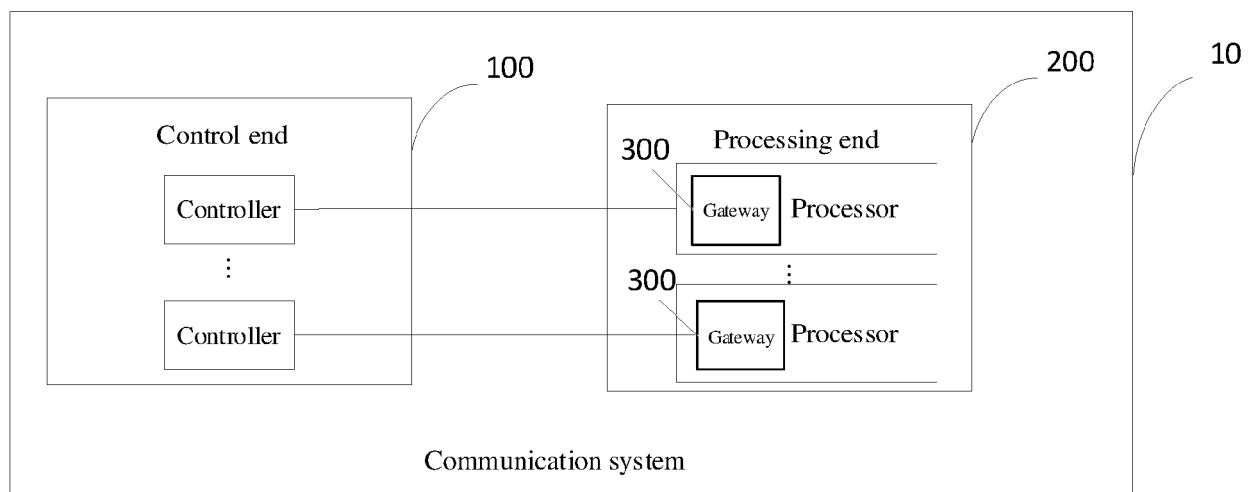 100
200
10
Control end
Processing end
300
Controller
Gateway
Processor
⋮
⋮
300
Controller
Gateway
Processor
Communication system